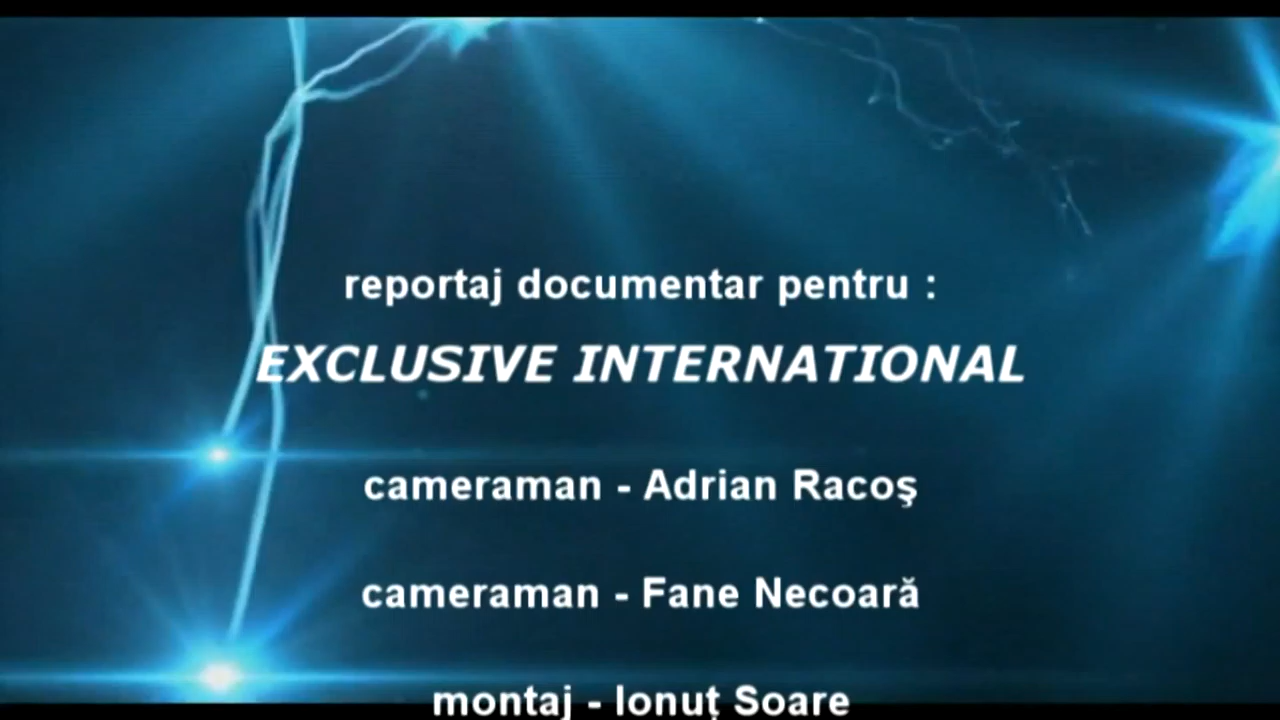 reportaj documentar pentru :
EXCLUSIVE INTERNATIONAL
cameraman - Adrian Racoş
cameraman - Fane Necoară
montaj - Ionuț Soare